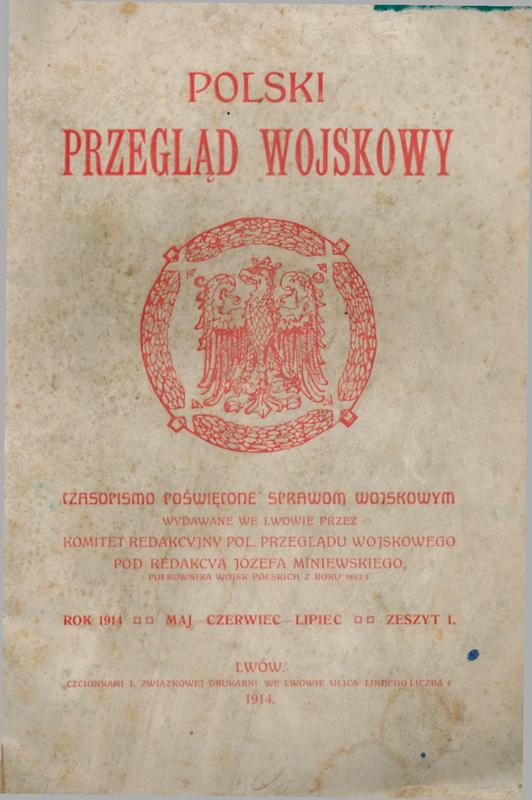 POLSKI
PRZEGLĄD WOJSKOWY
CZASOPISMO POŚWIĘCONE SPRAWOM WOJSKOWYM
WYDAWANE WE LWOWIE PRZEZ
KOMITET REDAKCYJNY POL. PRZEGLĄDU WOJSKOWEGO
POD REDAKCYĄ JÓZEFA MINIEWSKIEGO,
PUŁKOWNIKA WOJSK POLSKICH Z ROKU 1863/4
ROK 1914 □□ MAJ—CZERWIEC—LIPIEC □□ ZESZYT 1.
LWÓW.
CZCIONKAMI I. ZWIĄZKOWEJ DRUKARNI WE LWOWIE ULICA LINDEGO LICZBA 4
1914.